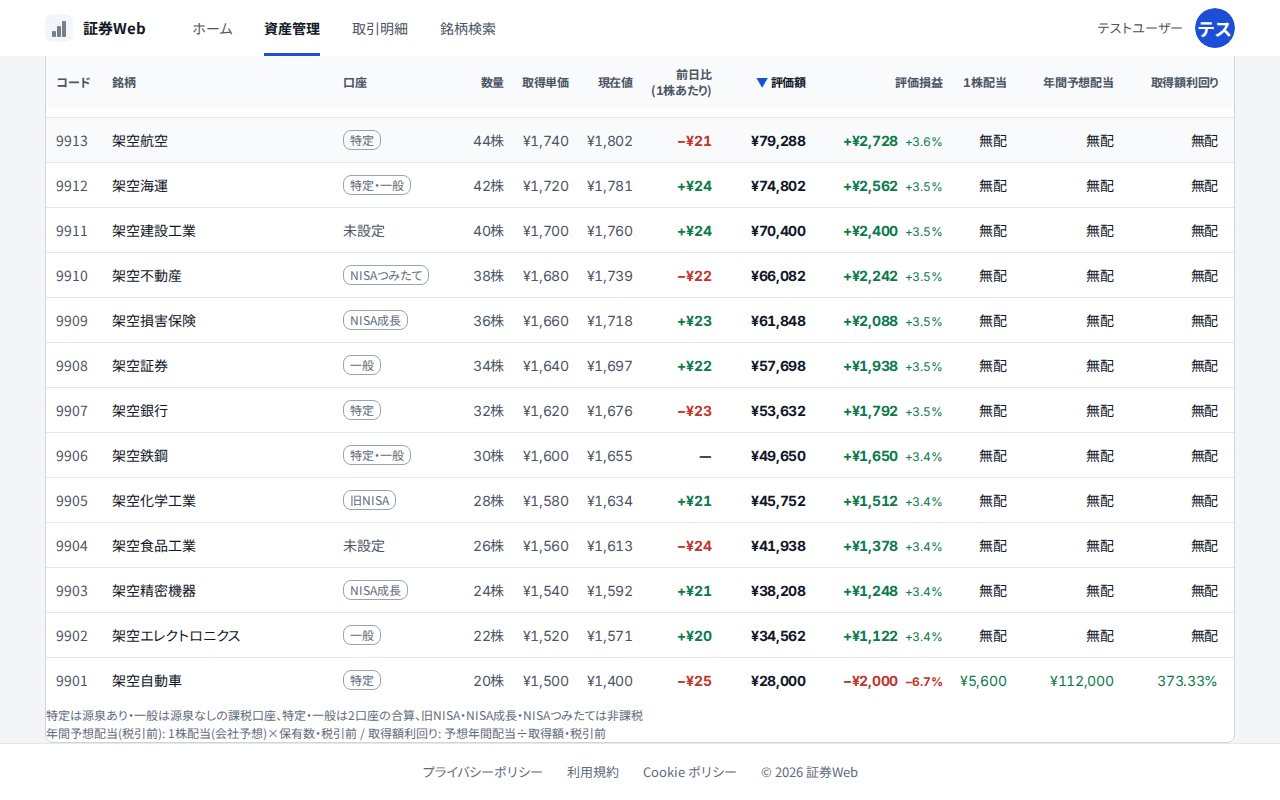 証券Web ホーム 資産管理 取引明細 銘柄検索 テストユーザー テス
コード 銘柄 口座 数量 取得単価 現在値 前日比 (1株あたり) ▼評価額 評価損益 1株配当 年間予想配当 取得額利回り
9913 架空航空 特定 44株 ¥1,740 ¥1,802 −¥21 ¥79,288 +¥2,728 +3.6% 無配 無配 無配
9912 架空海運 特定・一般 42株 ¥1,720 ¥1,781 +¥24 ¥74,802 +¥2,562 +3.5% 無配 無配 無配
9911 架空建設工業 未設定 40株 ¥1,700 ¥1,760 +¥24 ¥70,400 +¥2,400 +3.5% 無配 無配 無配
9910 架空不動産 NISAつみたて 38株 ¥1,680 ¥1,739 −¥22 ¥66,082 +¥2,242 +3.5% 無配 無配 無配
9909 架空損害保険 NISA成長 36株 ¥1,660 ¥1,718 +¥23 ¥61,848 +¥2,088 +3.5% 無配 無配 無配
9908 架空証券 一般 34株 ¥1,640 ¥1,697 +¥22 ¥57,698 +¥1,938 +3.5% 無配 無配 無配
9907 架空銀行 特定 32株 ¥1,620 ¥1,676 −¥23 ¥53,632 +¥1,792 +3.5% 無配 無配 無配
9906 架空鉄鋼 特定・一般 30株 ¥1,600 ¥1,655 — ¥49,650 +¥1,650 +3.4% 無配 無配 無配
9905 架空化学工業 旧NISA 28株 ¥1,580 ¥1,634 +¥21 ¥45,752 +¥1,512 +3.4% 無配 無配 無配
9904 架空食品工業 未設定 26株 ¥1,560 ¥1,613 −¥24 ¥41,938 +¥1,378 +3.4% 無配 無配 無配
9903 架空精密機器 NISA成長 24株 ¥1,540 ¥1,592 +¥21 ¥38,208 +¥1,248 +3.4% 無配 無配 無配
9902 架空エレクトロニクス 一般 22株 ¥1,520 ¥1,571 +¥20 ¥34,562 +¥1,122 +3.4% 無配 無配 無配
9901 架空自動車 特定 20株 ¥1,500 ¥1,400 −¥25 ¥28,000 −¥2,000 −6.7% ¥5,600 ¥112,000 373.33%
特定は源泉あり・一般は源泉なしの課税口座、特定・一般は2口座の合算、旧NISA・NISA成長・NISAつみたては非課税
年間予想配当(税引前): 1株配当(会社予想)×保有数・税引前 / 取得額利回り: 予想年間配当÷取得額・税引前
プライバシーポリシー 利用規約 Cookie ポリシー © 2026 証券Web